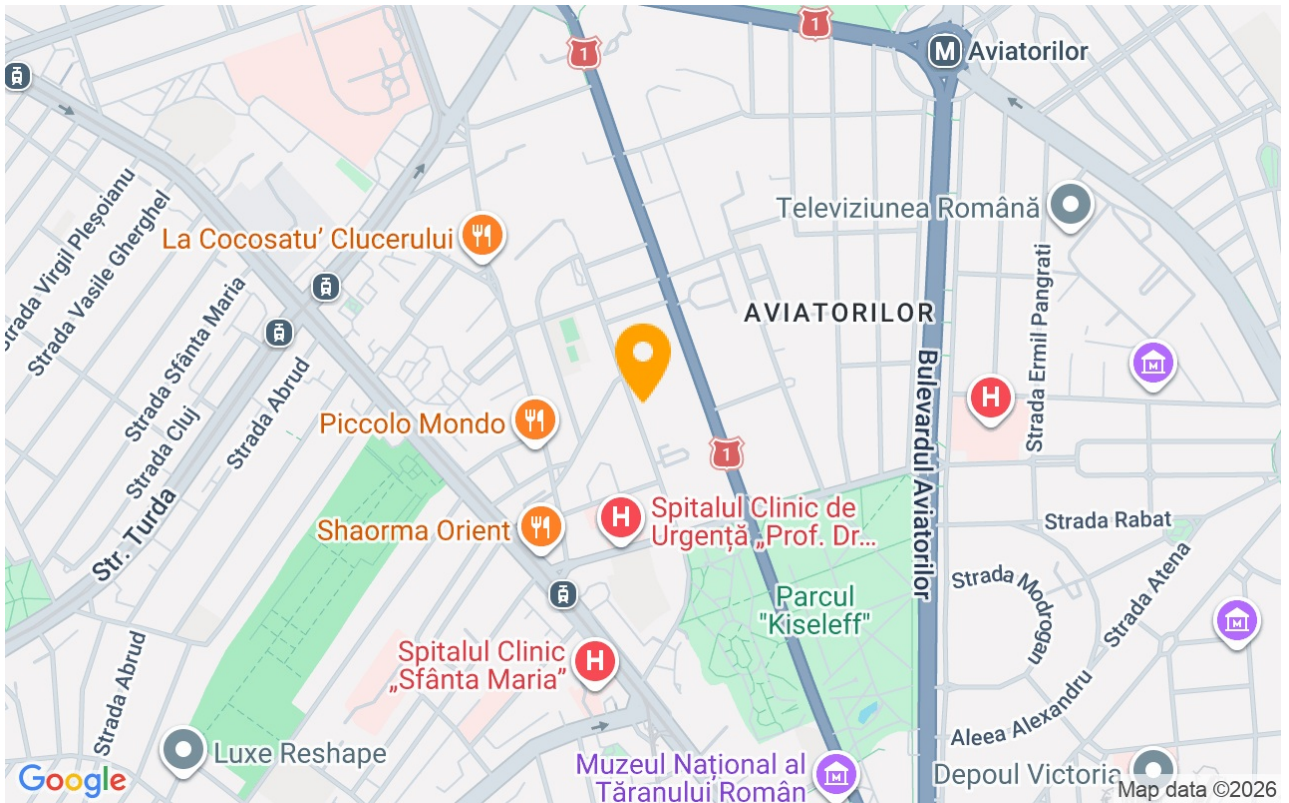 1
1
M Aviatorilor
Strada Virgil Pleșoianu
Strada Vasile Gherghel
La Cocosatu' Clucerului
Televiziunea Română
Strada Sfânta Maria
AVIATORILOR
Strada Ermil Pangrati
Bulevardul Aviatorilor
Strada Cluj
Strada Abrud
Piccolo Mondo
H
1
Str. Turda
Shaorma Orient
H
Spitalul Clinic de
Urgență „Prof. Dr...
Strada Rabat
Strada Atena
Strada Modrogan
Parcul
"Kiseleff"
Spitalul Clinic
„Sfânta Maria”
H
Strada Abrud
Luxe Reshape
Aleea Alexandru
Muzeul Național al
Țăranului Român
Depoul Victoria
Google
Map data ©2026